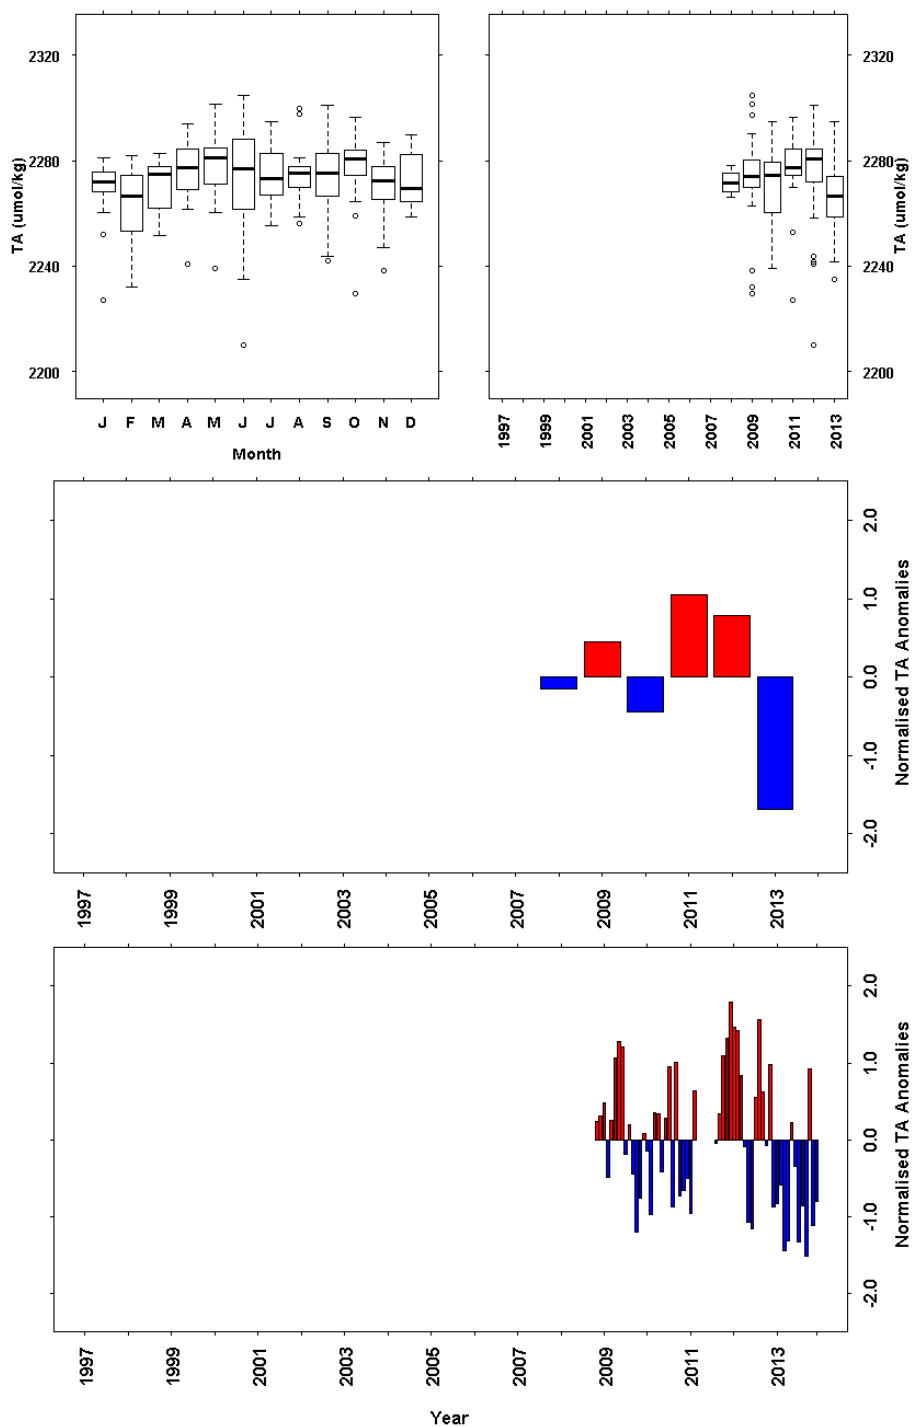 2320
2280
2240
2200
TA (umol/kg)
J F M A M J J A S O N D
Month
2320
2280
2240
2200
TA (umol/kg)
1997 1999 2001 2003 2005 2007 2009 2011 2013
2.0
1.0
0.0
-1.0
-2.0
Normalised TA Anomalies
1997 1999 2001 2003 2005 2007 2009 2011 2013
2.0
1.0
0.0
-1.0
-2.0
Normalised TA Anomalies
1997 1999 2001 2003 2005 2007 2009 2011 2013
Year